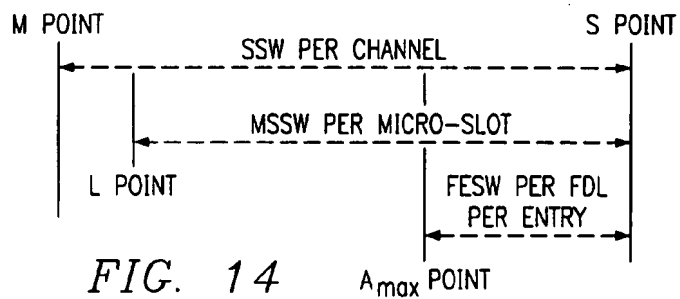 M POINT
S POINT
SSW PER CHANNEL
MSSW PER MICRO-SLOT
L POINT
FESW PER FDL
PER ENTRY
FIG. 14
Amax POINT